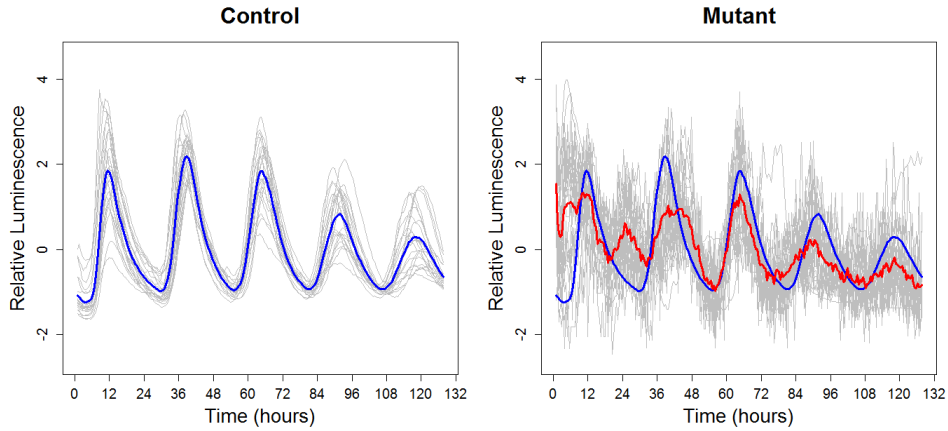 Control
Relative Luminescence
4
2
0
-2
0 12 24 36 48 60 72 84 96 108 120 132
Time (hours)
Mutant
Relative Luminescence
4
2
0
-2
0 12 24 36 48 60 72 84 96 108 120 132
Time (hours)